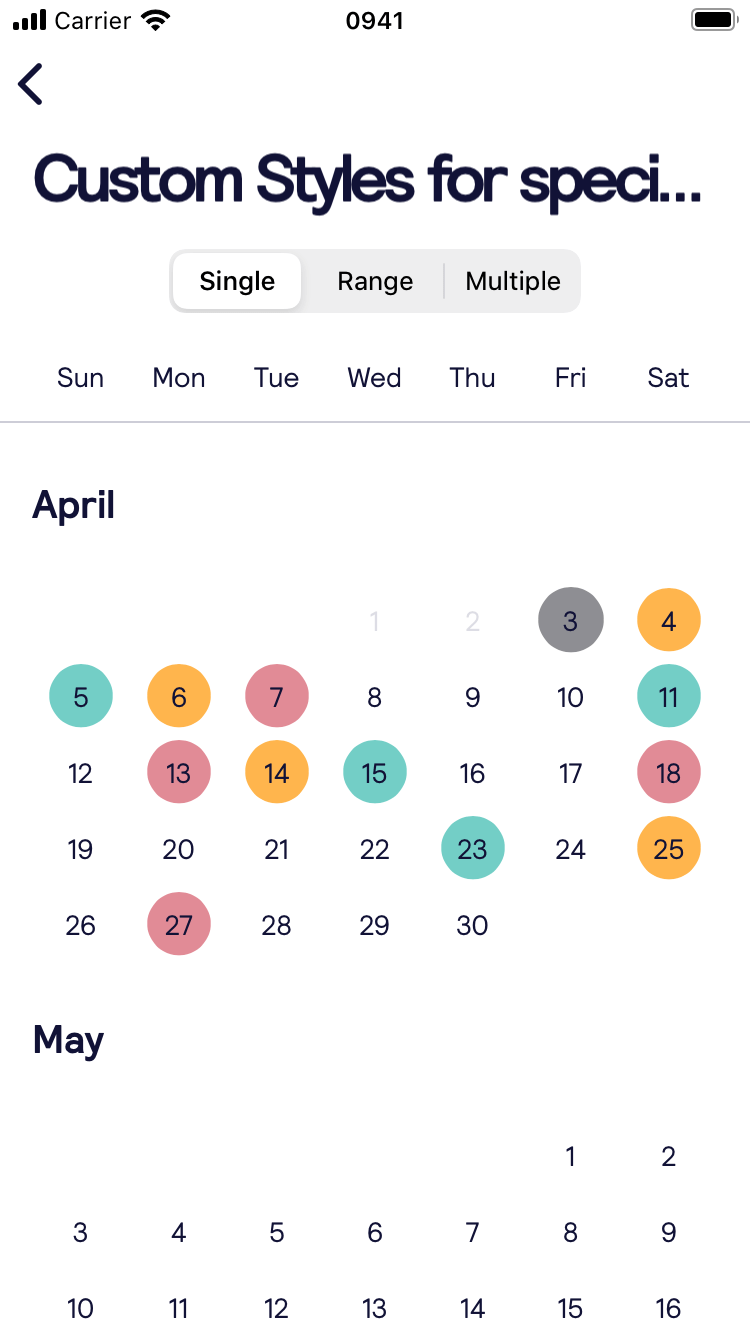 Carrier 0941
Custom Styles for speci...
Single Range Multiple
Sun Mon Tue Wed Thu Fri Sat
April
1 2 3 4
5 6 7 8 9 10 11
12 13 14 15 16 17 18
19 20 21 22 23 24 25
26 27 28 29 30
May
1 2
3 4 5 6 7 8 9
10 11 12 13 14 15 16